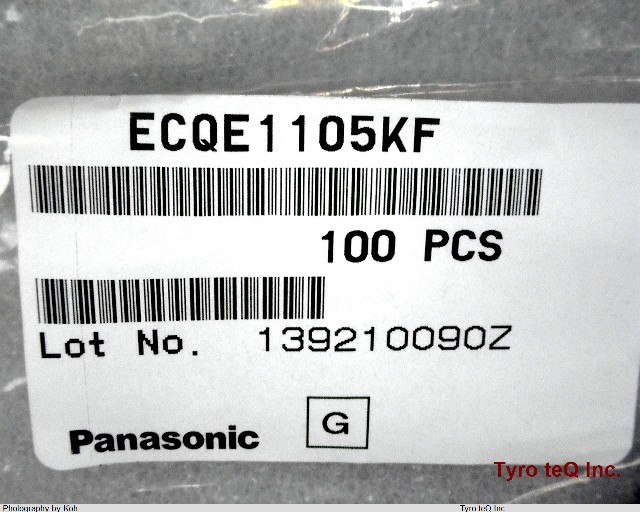 ECQE1105KF
100 PCS
Lot No. 139210090Z
Panasonic
G
Tyro teQ Inc.
Photography by Koh
Tyro teQ Inc